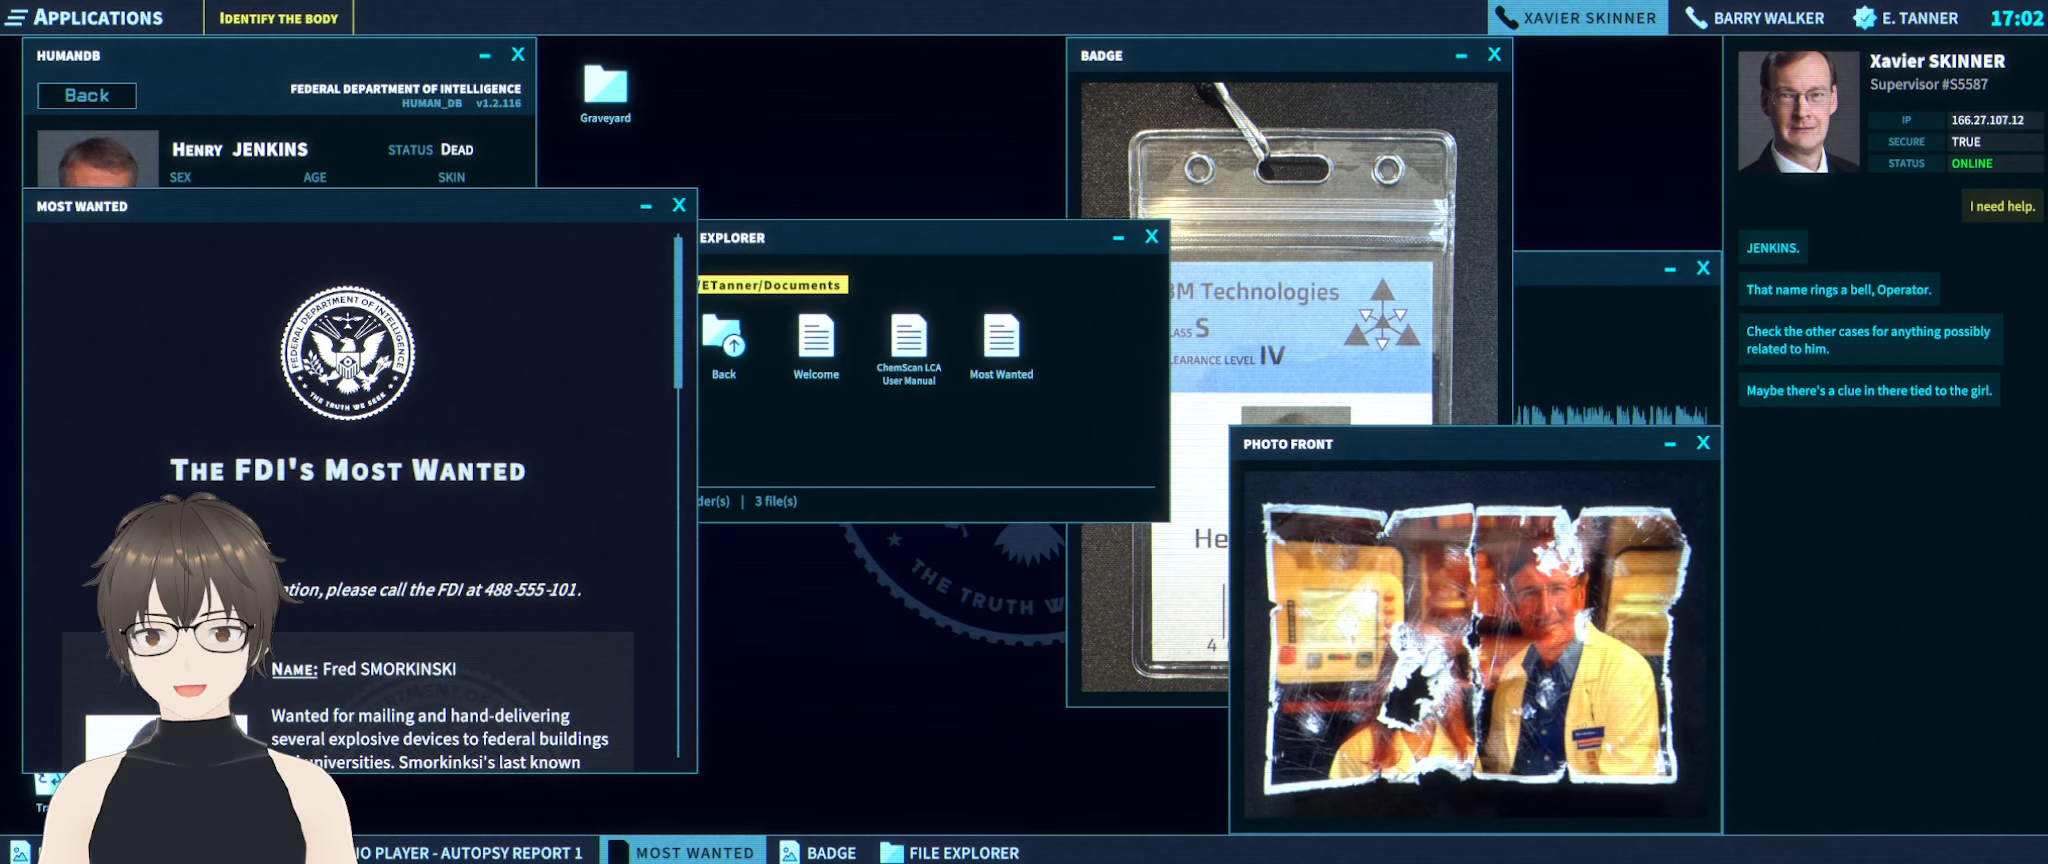 APPLICATIONS
IDENTIFY THE BODY
XAVIER SKINNER
BARRY WALKER
E. TANNER
17:02
HUMANDB
Back
FEDERAL DEPARTMENT OF INTELLIGENCE
HUMAN_DB v1.2.116
HENRY JENKINS
STATUS DEAD
SEX AGE SKIN
MOST WANTED
FEDERAL DEPARTMENT OF INTELLIGENCE
THE TRUTH WE SEEK
THE FDI'S MOST WANTED
ation, please call the FDI at 488-555-101.
NAME: Fred SMORKINSKI
Wanted for mailing and hand-delivering
several explosive devices to federal buildings
universities. Smorkinksi's last known
Graveyard
EXPLORER
/ETanner/Documents
Back
Welcome
ChemScan LCA
User Manual
Most Wanted
der(s) | 3 file(s)
THE TRUTH W
BADGE
BM Technologies
ASS S
EARANCE LEVEL IV
He
4
PHOTO FRONT
Xavier SKINNER
Supervisor #S5587
IP 166.27.107.12
SECURE TRUE
STATUS ONLINE
I need help.
JENKINS.
That name rings a bell, Operator.
Check the other cases for anything possibly
related to him.
Maybe there's a clue in there tied to the girl.
IO PLAYER - AUTOPSY REPORT 1
MOST WANTED
BADGE
FILE EXPLORER